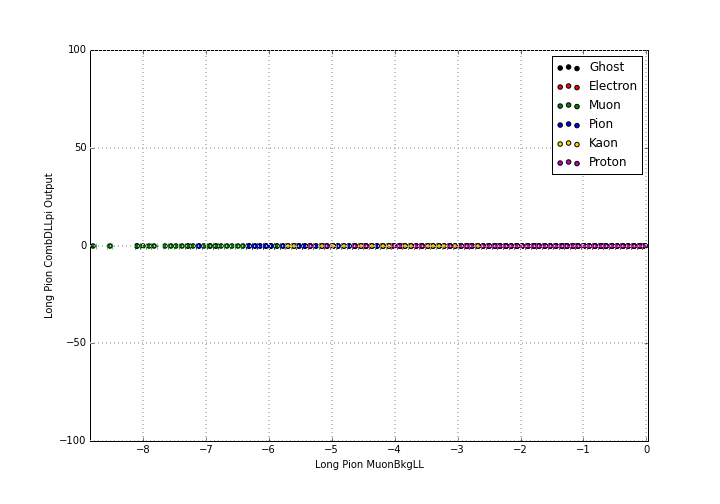 100
50
0
−50
−100
Long Pion CombDLLpi Output
Ghost
Electron
Muon
Pion
Kaon
Proton
−8 −7 −6 −5 −4 −3 −2 −1 0
Long Pion MuonBkgLL